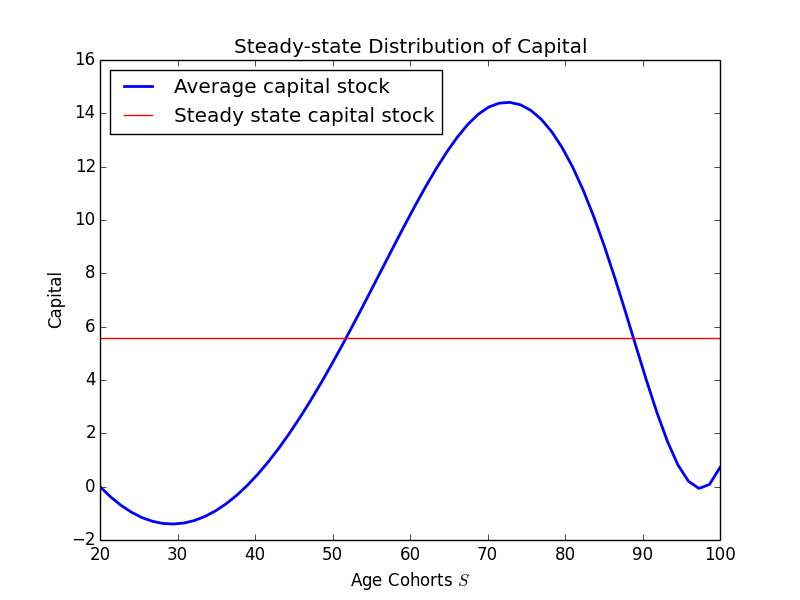 Steady-state Distribution of Capital
Average capital stock
Steady state capital stock
16
14
12
10
8
6
4
2
0
−2
Capital
20 30 40 50 60 70 80 90 100
Age Cohorts S